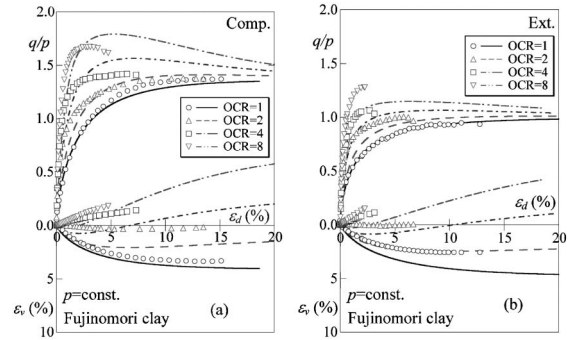 (a)
Comp.
q/p
2.0
1.5
1.0
0.5
0.0
5
εv (%)
10
OCR=1
OCR=2
OCR=4
OCR=8
εd (%)
5 10 15 20
p=const.
(a)
Fujinomori clay
Ext.
q/p
2.0
1.5
1.0
0.5
0.0
5
εv (%)
10
OCR=1
OCR=2
OCR=4
OCR=8
εd (%)
5 10 15 20
p=const.
(b)
Fujinomori clay